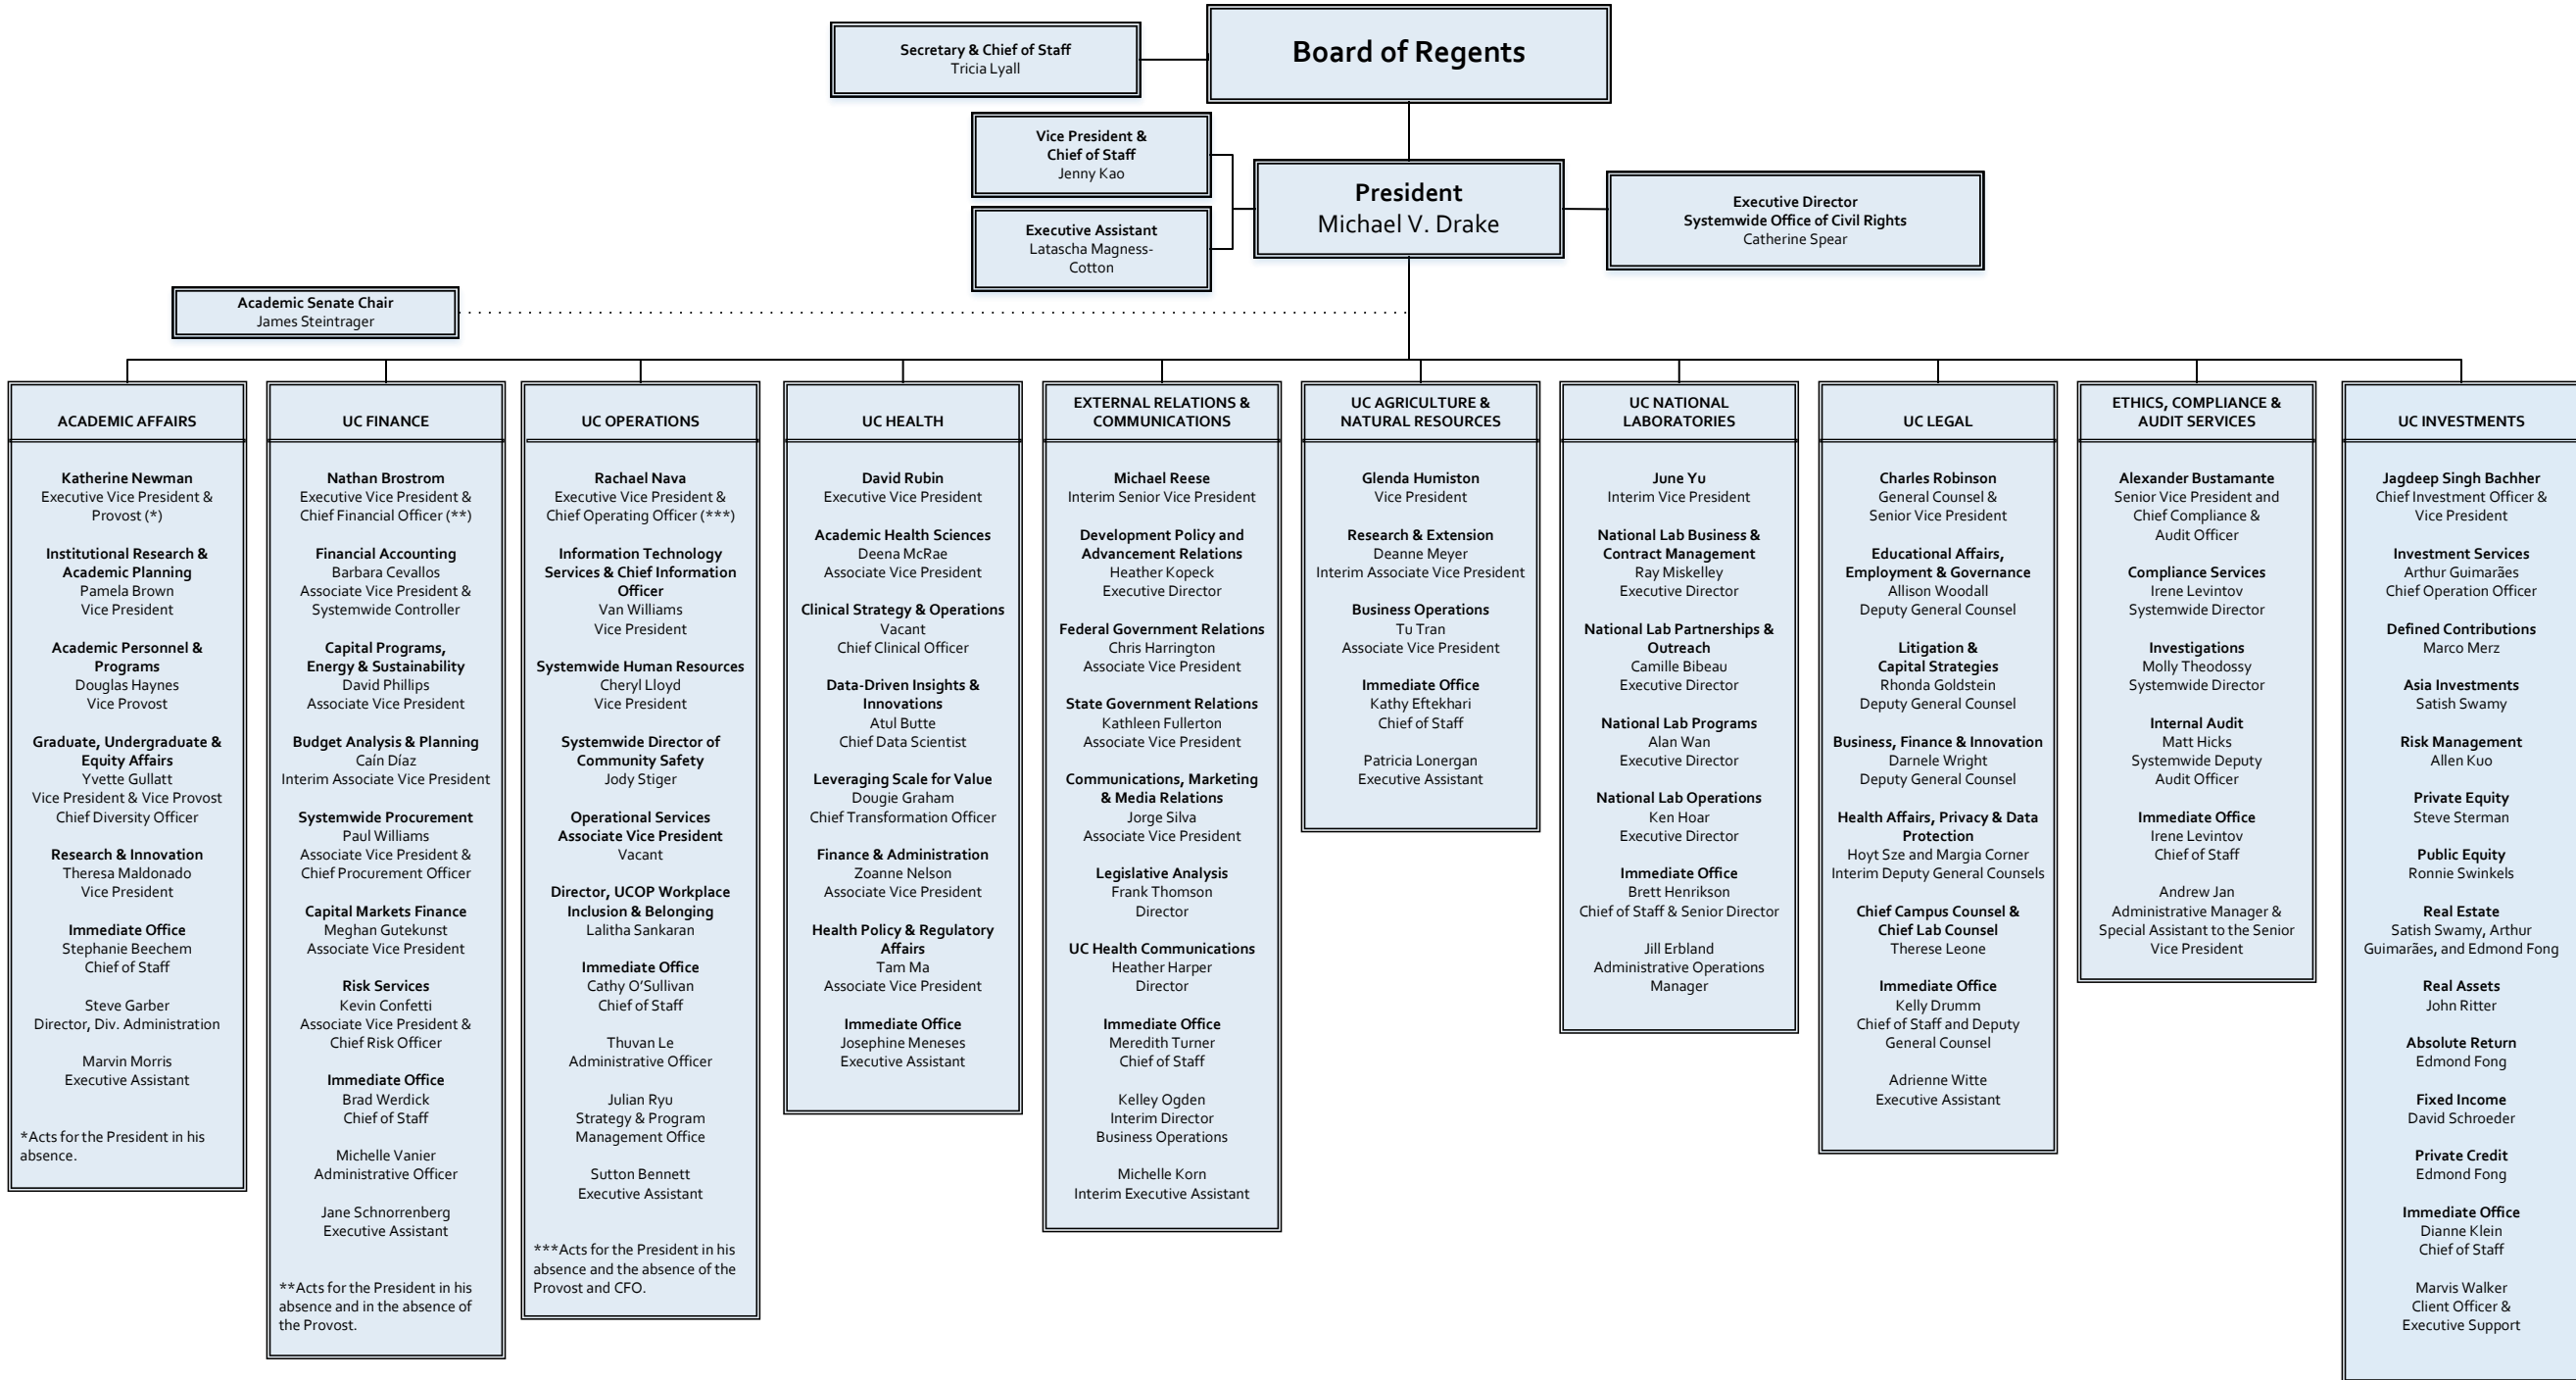 Board of Regents
Secretary & Chief of Staff
Tricia Lyall
Vice President &
Chief of Staff
Jenny Kao
President
Michael V. Drake
Executive Director
Systemwide Office of Civil Rights
Catherine Spear
Executive Assistant
Latascha Magness-
Cotton
Academic Senate Chair
James Steintrager
ACADEMIC AFFAIRS
Katherine Newman
Executive Vice President &
Provost (*)
Institutional Research &
Academic Planning
Pamela Brown
Vice President
Academic Personnel &
Programs
Douglas Haynes
Vice Provost
Graduate, Undergraduate &
Equity Affairs
Yvette Gullatt
Vice President & Vice Provost
Chief Diversity Officer
Research & Innovation
Theresa Maldonado
Vice President
Immediate Office
Stephanie Beechem
Chief of Staff
Steve Garber
Director, Div. Administration
Marvin Morris
Executive Assistant
*Acts for the President in his
absence.
UC FINANCE
Nathan Brostrom
Executive Vice President &
Chief Financial Officer (**)
Financial Accounting
Barbara Cevallos
Associate Vice President &
Systemwide Controller
Capital Programs,
Energy & Sustainability
David Phillips
Associate Vice President
Budget Analysis & Planning
Caín Díaz
Interim Associate Vice President
Systemwide Procurement
Paul Williams
Associate Vice President &
Chief Procurement Officer
Capital Markets Finance
Meghan Gutekunst
Associate Vice President
Risk Services
Kevin Confetti
Associate Vice President &
Chief Risk Officer
Immediate Office
Brad Werdick
Chief of Staff
Michelle Vanier
Administrative Officer
Jane Schnorrenberg
Executive Assistant
**Acts for the President in his
absence and in the absence of
the Provost.
UC OPERATIONS
Rachael Nava
Executive Vice President &
Chief Operating Officer (***)
Information Technology
Services & Chief Information
Officer
Van Williams
Vice President
Systemwide Human Resources
Cheryl Lloyd
Vice President
Systemwide Director of
Community Safety
Jody Stiger
Operational Services
Associate Vice President
Vacant
Director, UCOP Workplace
Inclusion & Belonging
Lalitha Sankaran
Immediate Office
Cathy O'Sullivan
Chief of Staff
Thuvan Le
Administrative Officer
Julian Ryu
Strategy & Program
Management Office
Sutton Bennett
Executive Assistant
***Acts for the President in his
absence and the absence of the
Provost and CFO.
UC HEALTH
David Rubin
Executive Vice President
Academic Health Sciences
Deena McRae
Associate Vice President
Clinical Strategy & Operations
Vacant
Chief Clinical Officer
Data-Driven Insights &
Innovations
Atul Butte
Chief Data Scientist
Leveraging Scale for Value
Dougie Graham
Chief Transformation Officer
Finance & Administration
Zoanne Nelson
Associate Vice President
Health Policy & Regulatory
Affairs
Tam Ma
Associate Vice President
Immediate Office
Josephine Meneses
Executive Assistant
EXTERNAL RELATIONS &
COMMUNICATIONS
Michael Reese
Interim Senior Vice President
Development Policy and
Advancement Relations
Heather Kopeck
Executive Director
Federal Government Relations
Chris Harrington
Associate Vice President
State Government Relations
Kathleen Fullerton
Associate Vice President
Communications, Marketing
& Media Relations
Jorge Silva
Associate Vice President
Legislative Analysis
Frank Thomson
Director
UC Health Communications
Heather Harper
Director
Immediate Office
Meredith Turner
Chief of Staff
Kelley Ogden
Interim Director
Business Operations
Michelle Korn
Interim Executive Assistant
UC AGRICULTURE &
NATURAL RESOURCES
Glenda Humiston
Vice President
Research & Extension
Deanne Meyer
Interim Associate Vice President
Business Operations
Tu Tran
Associate Vice President
Immediate Office
Kathy Eftekhari
Chief of Staff
Patricia Lonergan
Executive Assistant
UC NATIONAL
LABORATORIES
June Yu
Interim Vice President
National Lab Business &
Contract Management
Ray Miskelley
Executive Director
National Lab Partnerships &
Outreach
Camille Bibeau
Executive Director
National Lab Programs
Alan Wan
Executive Director
National Lab Operations
Ken Hoar
Executive Director
Immediate Office
Brett Henrikson
Chief of Staff & Senior Director
Jill Erbland
Administrative Operations
Manager
UC LEGAL
Charles Robinson
General Counsel &
Senior Vice President
Educational Affairs,
Employment & Governance
Allison Woodall
Deputy General Counsel
Litigation &
Capital Strategies
Rhonda Goldstein
Deputy General Counsel
Business, Finance & Innovation
Darnele Wright
Deputy General Counsel
Health Affairs, Privacy & Data
Protection
Hoyt Sze and Margia Corner
Interim Deputy General Counsels
Chief Campus Counsel &
Chief Lab Counsel
Therese Leone
Immediate Office
Kelly Drumm
Chief of Staff and Deputy
General Counsel
Adrienne Witte
Executive Assistant
ETHICS, COMPLIANCE &
AUDIT SERVICES
Alexander Bustamante
Senior Vice President and
Chief Compliance &
Audit Officer
Compliance Services
Irene Levintov
Systemwide Director
Investigations
Molly Theodossy
Systemwide Director
Internal Audit
Matt Hicks
Systemwide Deputy
Audit Officer
Immediate Office
Irene Levintov
Chief of Staff
Andrew Jan
Administrative Manager &
Special Assistant to the Senior
Vice President
UC INVESTMENTS
Jagdeep Singh Bachher
Chief Investment Officer &
Vice President
Investment Services
Arthur Guimarães
Chief Operation Officer
Defined Contributions
Marco Merz
Asia Investments
Satish Swamy
Risk Management
Allen Kuo
Private Equity
Steve Sterman
Public Equity
Ronnie Swinkels
Real Estate
Satish Swamy, Arthur
Guimarães, and Edmond Fong
Real Assets
John Ritter
Absolute Return
Edmond Fong
Fixed Income
David Schroeder
Private Credit
Edmond Fong
Immediate Office
Dianne Klein
Chief of Staff
Marvis Walker
Client Officer &
Executive Support